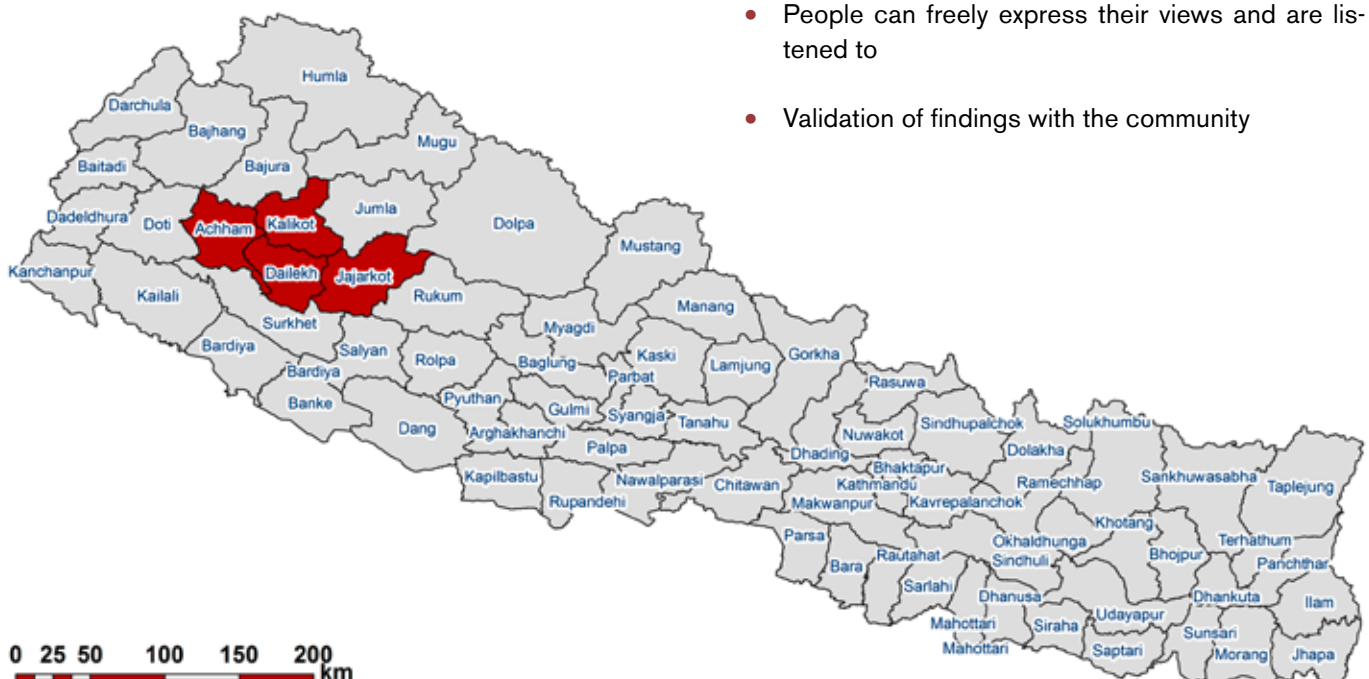 • People can freely express their views and are lis-
tened to
• Validation of findings with the community
Humla
Darchula
Bajhang
Mugu
Baitadi
Bajura
Dadeldhura
Doti
Achham
Kalikot
Jumla
Dolpa
Mustang
Kanchanpur
Dailekh
Jajarkot
Kailali
Rukum
Manang
Surkhet
Myagdi
Bardiya
Salyan
Rolpa
Baglung
Kaski
Lamjung
Gorkha
Bardiya
Parbat
Rasuwa
Banke
Pyuthan
Gulmi
Syangja
Tanahu
Sindhupalchok
Solukhumbu
Dang
Arghakhanchi
Nuwakot
Palpa
Dhading
Dolakha
Bhaktapur
Kapilbastu
Nawalparasi
Chitawan
Kathmandu
Ramechhap
Sankhuwasabha
Taplejung
Rupandehi
Makwanpur
Kavrepalanchok
Khotang
Parsa
Okhaldhunga
Terhathum
Bara
Rautahat
Sindhuli
Bhojpur
Panchthar
Sarlahi
Dhanusa
Dhankuta
Ilam
Mahottari
Siraha
Udayapur
Mahottari
Saptari
Sunsari
Morang
Jhapa
0 25 50 100 150 200
km